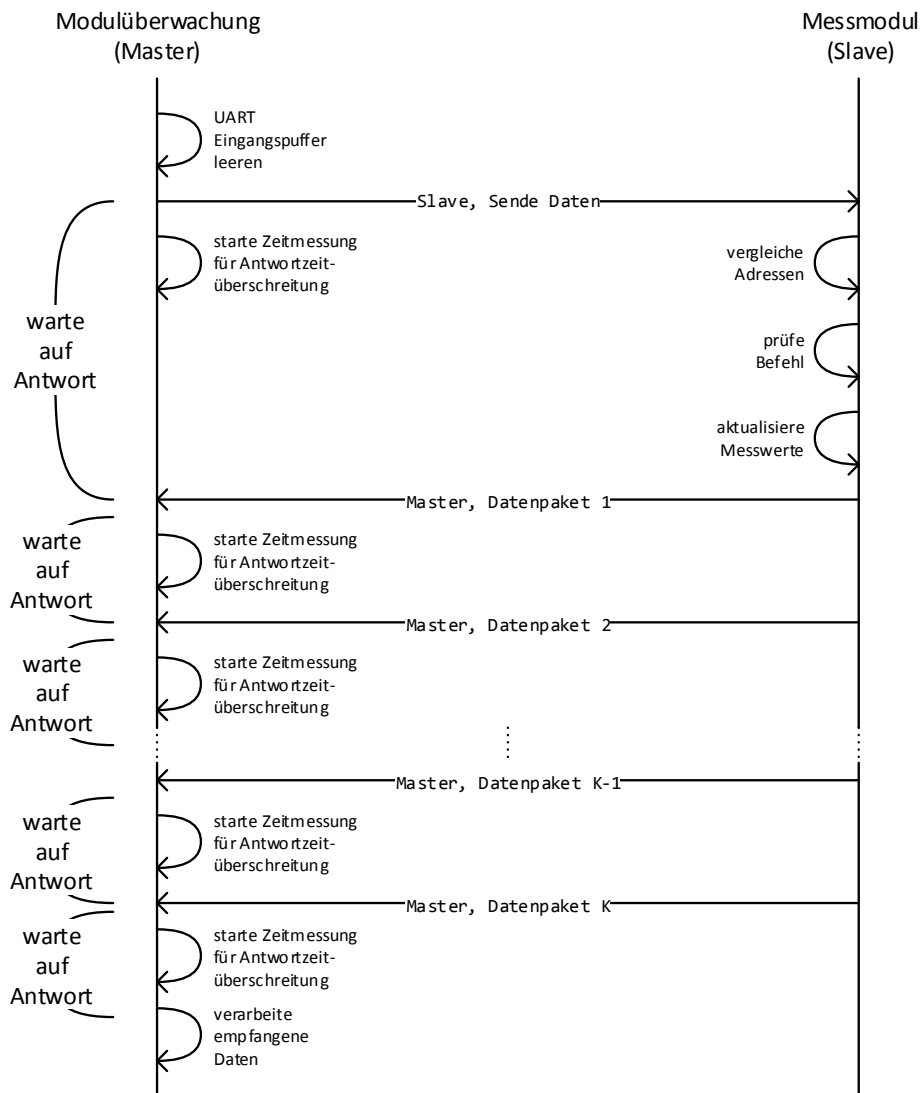 Modulüberwachung
(Master)
Messmodul
(Slave)
UART
Eingangspuffer
leeren
Slave, Sende Daten
starte Zeitmessung
für Antwortzeit-
überschreitung
vergleiche
Adressen
warte
auf
Antwort
prüfe
Befehl
aktualisiere
Messwerte
Master, Datenpaket 1
warte
auf
Antwort
starte Zeitmessung
für Antwortzeit-
überschreitung
Master, Datenpaket 2
warte
auf
Antwort
starte Zeitmessung
für Antwortzeit-
überschreitung
Master, Datenpaket K-1
warte
auf
Antwort
starte Zeitmessung
für Antwortzeit-
überschreitung
Master, Datenpaket K
warte
auf
Antwort
starte Zeitmessung
für Antwortzeit-
überschreitung
verarbeite
empfangene
Daten